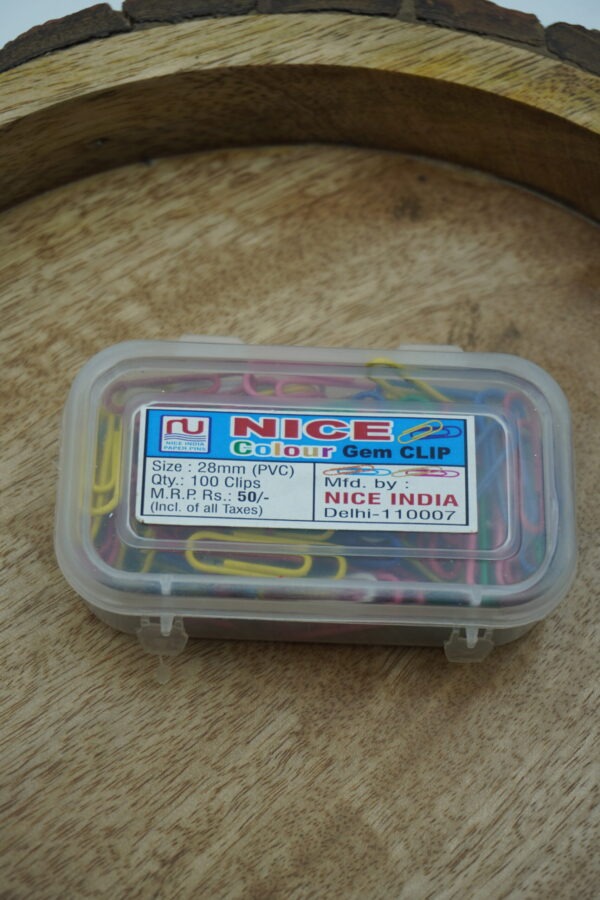 NICE INDIA
PAPER PINS
NICE
Colour Gem CLIP
Size : 28mm (PVC)
Qty.: 100 Clips
M.R.P. Rs.: 50/-
(Incl. of all Taxes)
Mfd. by :
NICE INDIA
Delhi-110007